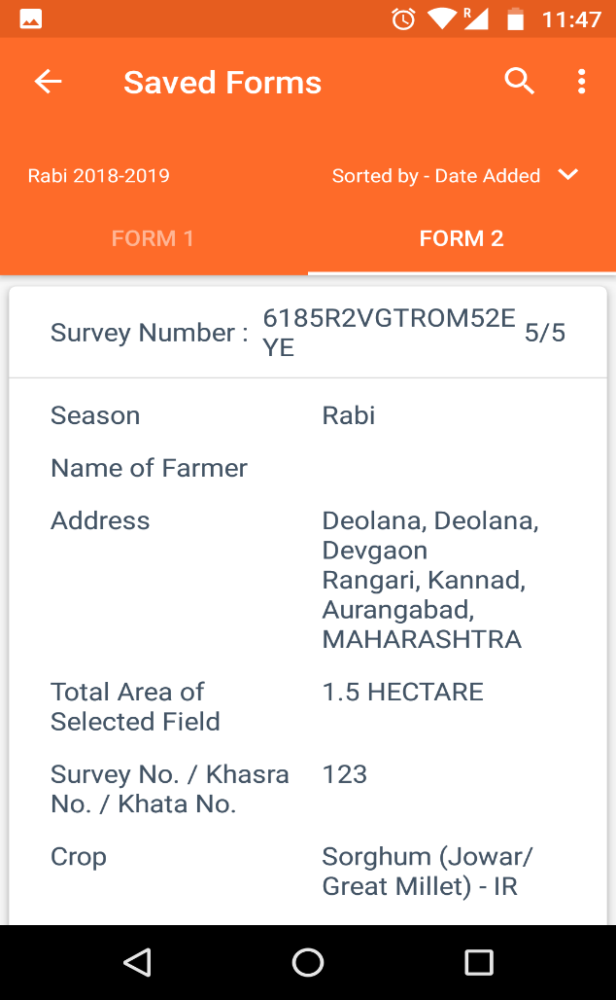 R
11:47
Saved Forms
Rabi 2018-2019
Sorted by - Date Added
FORM 1
FORM 2
Survey Number :
6185R2VGTROM52E
YE
5/5
Season
Rabi
Name of Farmer
Address
Deolana, Deolana,
Devgaon
Rangari, Kannad,
Aurangabad,
MAHARASHTRA
Total Area of
Selected Field
1.5 HECTARE
Survey No. / Khasra
No. / Khata No.
123
Crop
Sorghum (Jowar/
Great Millet) - IR